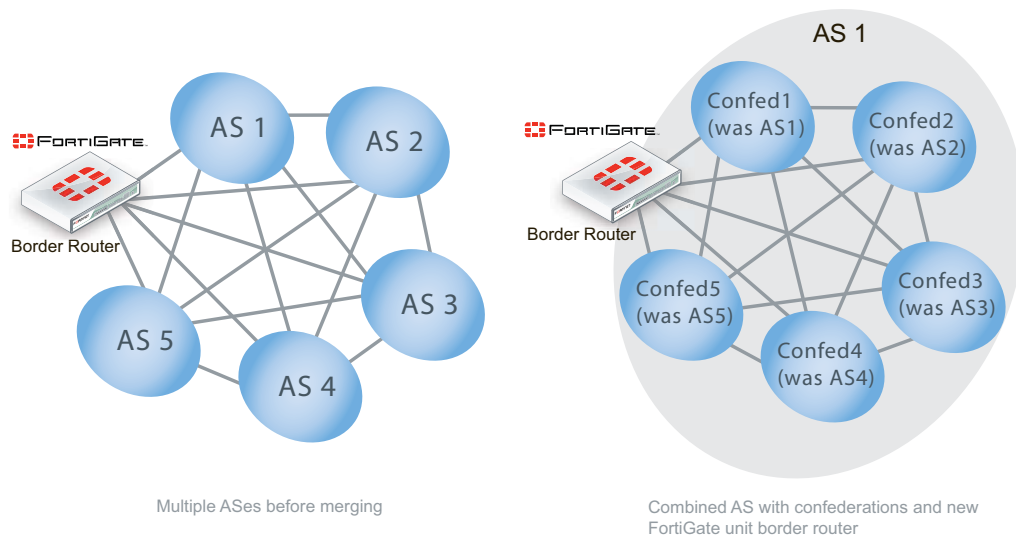 AS 1
AS 2
FORTIGATE
Border Router
AS 3
AS 5
AS 4
Multiple ASes before merging
AS 1
Confed1
(was AS1)
Confed2
(was AS2)
FORTIGATE
Border Router
Confed3
(was AS3)
Confed5
(was AS5)
Confed4
(was AS4)
Combined AS with confederations and new
FortiGate unit border router